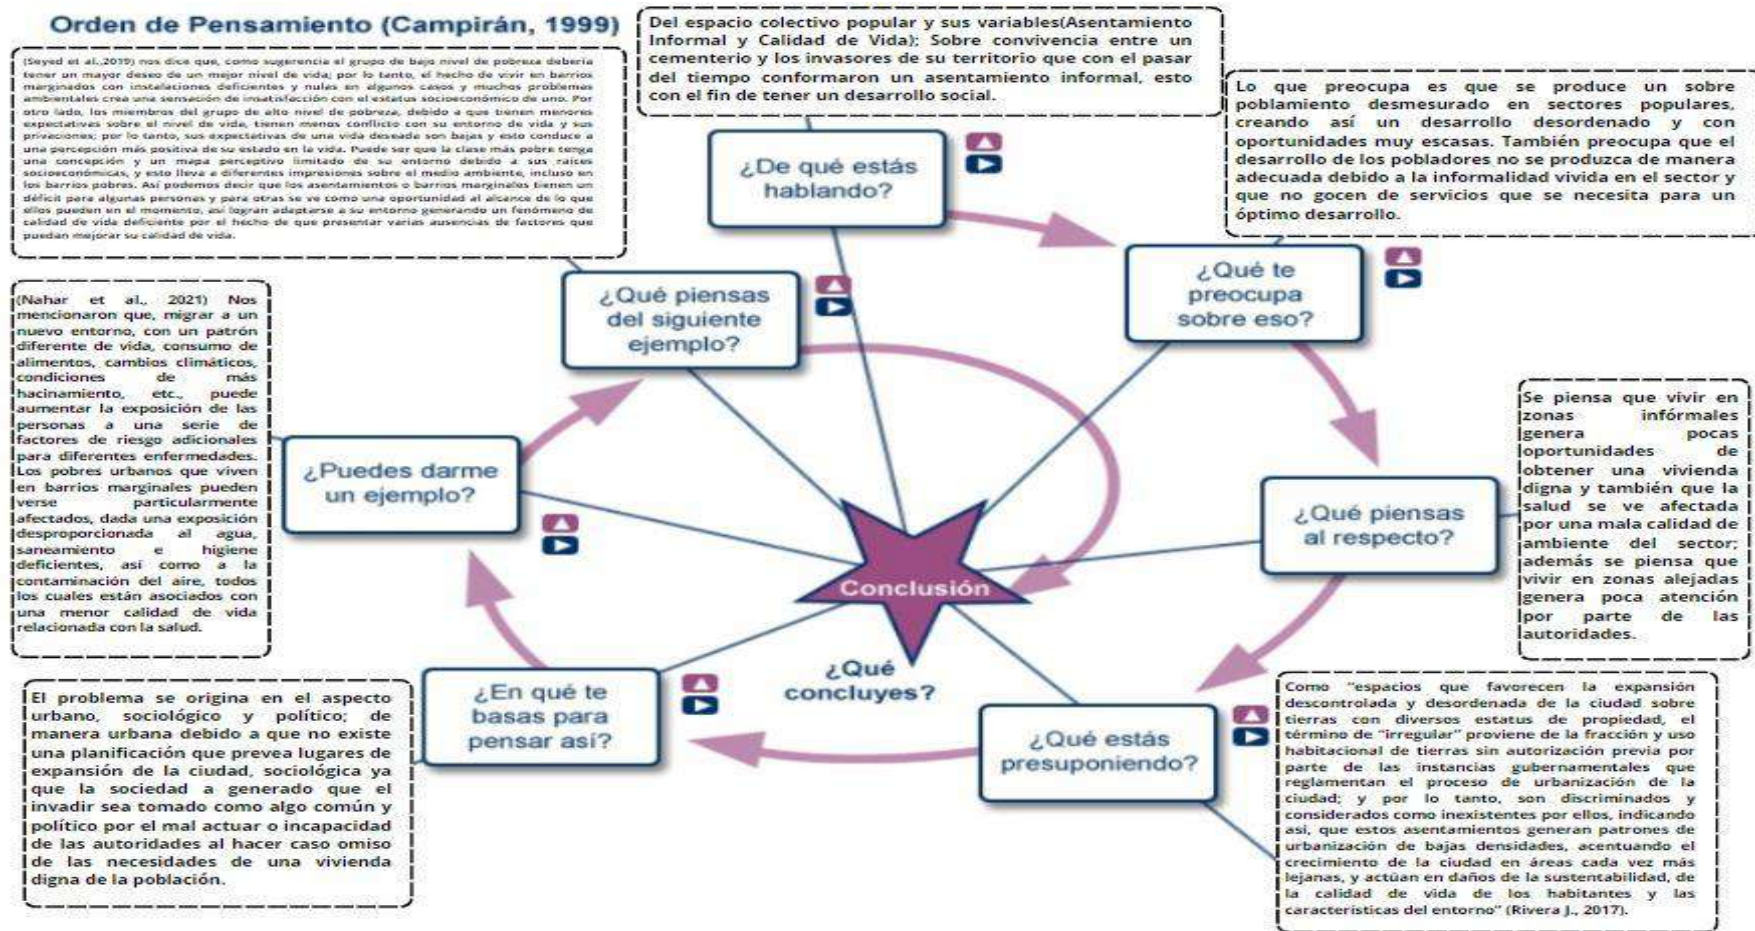 Orden de Pensamiento (Campirán, 1999)
Del espacio colectivo popular y sus variables(Asentamiento
Informal y Calidad de Vida); Sobre convivencia entre un
cementerio y los invasores de su territorio que con el pasar
del tiempo conformaron un asentamiento informal, esto
con el fin de tener un desarrollo social.
(Seyed et al.,2019) nos dice que, como sugerencia el grupo de bajo nivel de pobreza debería
tener un mayor deseo de un mejor nivel de vida; por lo tanto, el hecho de vivir en barrios
marginados con instalaciones deficientes y nulas en algunos casos y muchos problemas
ambientales crea una sensación de insatisfacción con el estatus socioeconómico de uno. Por
otro lado, los miembros del grupo de alto nivel de pobreza, debido a que tienen menores
expectativas sobre el nivel de vida, tienen menos conflicto con su entorno de vida y sus
privaciones; por lo tanto, sus expectativas de una vida deseada son bajas y esto conduce a
una percepción más positiva de su estado en la vida. Puede ser que la clase más pobre tenga
una concepción y un mapa perceptivo limitado de su entorno debido a sus raíces
socioeconómicas, y esto lleva a diferentes impresiones sobre el medio ambiente, incluso en
los barrios pobres. Así podemos decir que los asentamientos o barrios marginales tienen un
déficit para algunas personas y para otras se ve como una oportunidad al alcance de lo que
ellos pueden en el momento, así logran adaptarse a su entorno generando un fenómeno de
calidad de vida deficiente por el hecho de que presentar varias ausencias de factores que
puedan mejorar su calidad de vida.
Lo que preocupa es que se produce un sobre
poblamiento desmesurado en sectores populares,
creando así un desarrollo desordenado y con
oportunidades muy escasas. También preocupa que el
desarrollo de los pobladores no se produzca de manera
adecuada debido a la informalidad vivida en el sector y
que no gocen de servicios que se necesita para un
óptimo desarrollo.
¿De qué estás
hablando?
¿Qué te
preocupa
sobre eso?
¿Qué piensas
del siguiente
ejemplo?
(Nahar et al., 2021) Nos
mencionaron que, migrar a un
nuevo entorno, con un patrón
diferente de vida, consumo de
alimentos, cambios climáticos,
condiciones de más
hacinamiento, etc., puede
aumentar la exposición de las
personas a una serie de
factores de riesgo adicionales
para diferentes enfermedades.
Los pobres urbanos que viven
en barrios marginales pueden
verse particularmente
afectados, dada una exposición
desproporcionada al agua,
saneamiento e higiene
deficientes, así como a la
contaminación del aire, todos
los cuales están asociados con
una menor calidad de vida
relacionada con la salud.
¿Puedes darme
un ejemplo?
¿Qué piensas
al respecto?
Se piensa que vivir en
zonas infórmales
genera pocas
oportunidades de
obtener una vivienda
digna y también que la
salud se ve afectada
por una mala calidad de
ambiente del sector;
además se piensa que
vivir en zonas alejadas
genera poca atención
por parte de las
autoridades.
Conclusión
¿Qué
concluyes?
¿En qué te
basas para
pensar así?
¿Qué estás
presuponiendo?
El problema se origina en el aspecto
urbano, sociológico y político; de
manera urbana debido a que no existe
una planificación que prevea lugares de
expansión de la ciudad, sociológica ya
que la sociedad a generado que el
invadir sea tomado como algo común y
político por el mal actuar o incapacidad
de las autoridades al hacer caso omiso
de las necesidades de una vivienda
digna de la población.
Como "espacios que favorecen la expansión
descontrolada y desordenada de la ciudad sobre
tierras con diversos estatus de propiedad, el
término de "irregular" proviene de la fracción y uso
habitacional de tierras sin autorización previa por
parte de las instancias gubernamentales que
reglamentan el proceso de urbanización de la
ciudad; y por lo tanto, son discriminados y
considerados como inexistentes por ellos, indicando
así, que estos asentamientos generan patrones de
urbanización de bajas densidades, acentuando el
crecimiento de la ciudad en áreas cada vez más
lejanas, y actúan en daños de la sustentabilidad, de
la calidad de vida de los habitantes y las
características del entorno" (Rivera J., 2017).